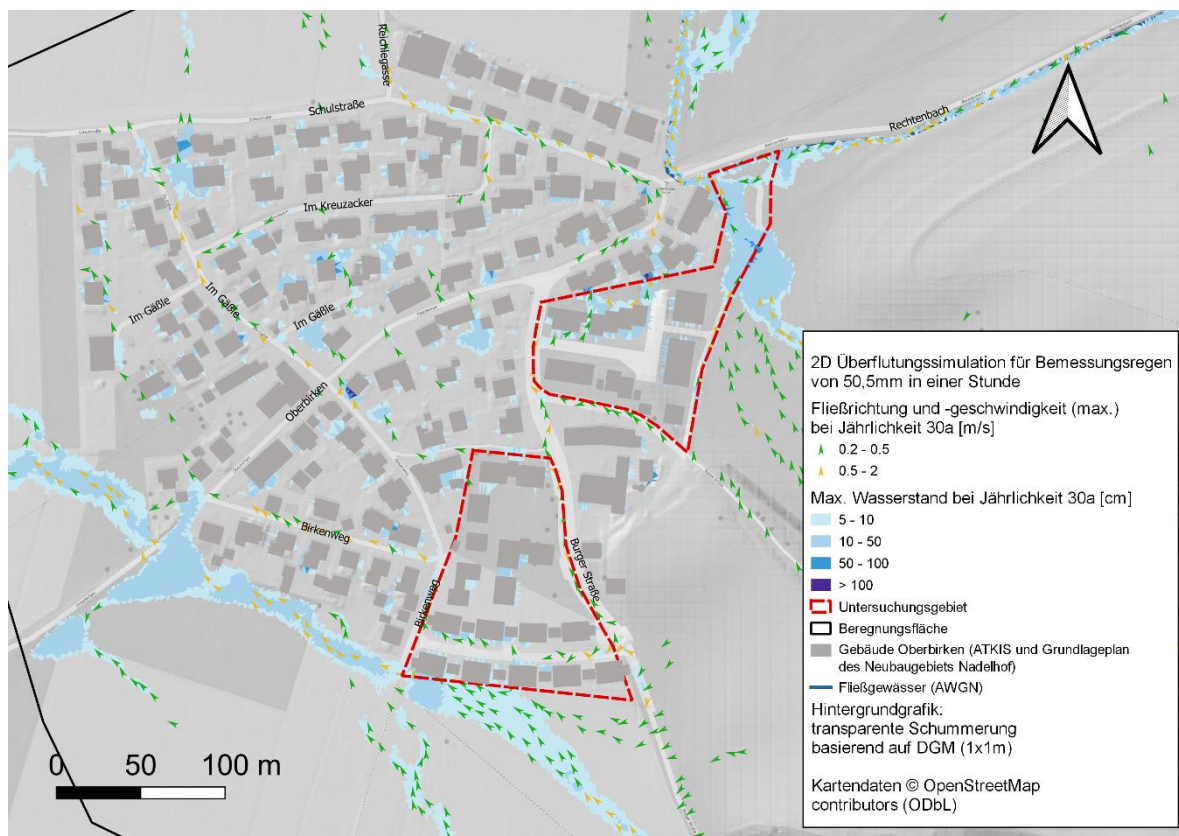 Reichlegasse
Schulstraße
Rechtenbach
Im Kreuzacker
Im Gäßle
Im Gäßle
Im Gäßle
Oberbirken
Birkenweg
Birkenweg
Burger Straße
0 50 100 m
2D Überflutungssimulation für Bemessungsregen
von 50,5mm in einer Stunde
Fließrichtung und -geschwindigkeit (max.)
bei Jährlichkeit 30a [m/s]
0.2 - 0.5
0.5 - 2
Max. Wasserstand bei Jährlichkeit 30a [cm]
5 - 10
10 - 50
50 - 100
> 100
Untersuchungsgebiet
Beregnungsfläche
Gebäude Oberbirken (ATKIS und Grundlageplan
des Neubaugebiets Nadelhof)
Fließgewässer (AWGN)
Hintergrundgrafik:
transparente Schummerung
basierend auf DGM (1x1m)
Kartendaten © OpenStreetMap
contributors (ODbL)